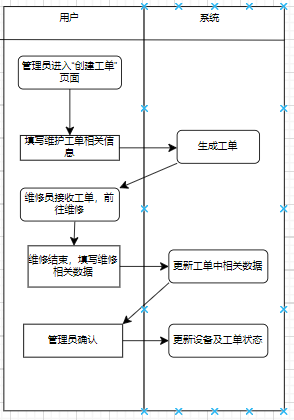 用户
系统
管理员进入"创建工单"
页面
填写维护工单相关信
息
生成工单
维修员接收工单，前
往维修
维修结束，填写维修
相关数据
更新工单中相关数据
管理员确认
更新设备及工单状态